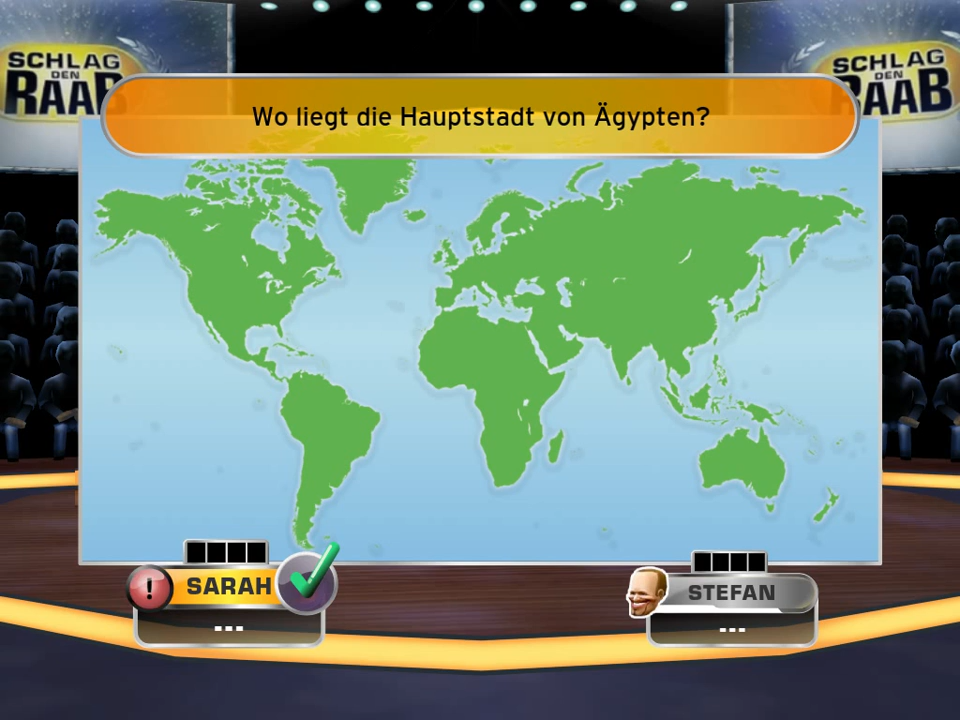 SCHLAG
DEN
RAAB
SCHLAG
DEN
RAAB
Wo liegt die Hauptstadt von Ägypten?
!
SARAH
...
STEFAN
...